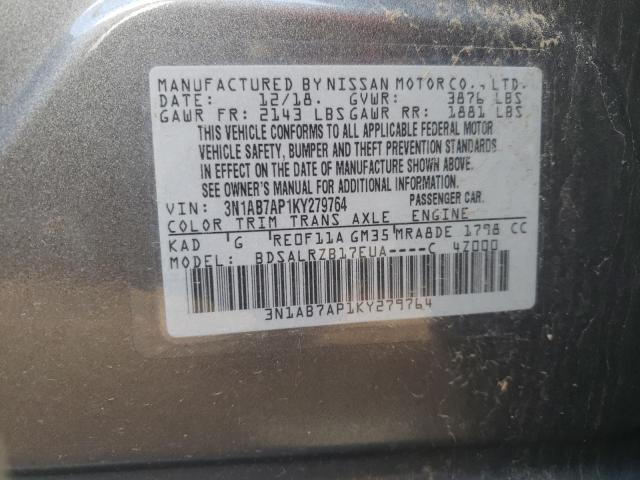 MANUFACTURED BY NISSAN MOTOR CO., LTD.
DATE: 12/18. GVWR: 3876 LBS
GAWR FR: 2143 LBS GAWR RR: 1881 LBS
THIS VEHICLE CONFORMS TO ALL APPLICABLE FEDERAL MOTOR
VEHICLE SAFETY, BUMPER AND THEFT PREVENTION STANDARDS
IN EFFECT ON THE DATE OF MANUFACTURE SHOWN ABOVE.
SEE OWNER'S MANUAL FOR ADDITIONAL INFORMATION.
VIN: 3N1AB7AP1KY279764 PASSENGER CAR.
COLOR TRIM TRANS AXLE ENGINE
KAD G RE0F11A GM35 MRA8DE 1798 CC
MODEL: BDSALRZB17EUA----C 4Z000
3N1AB7AP1KY279764